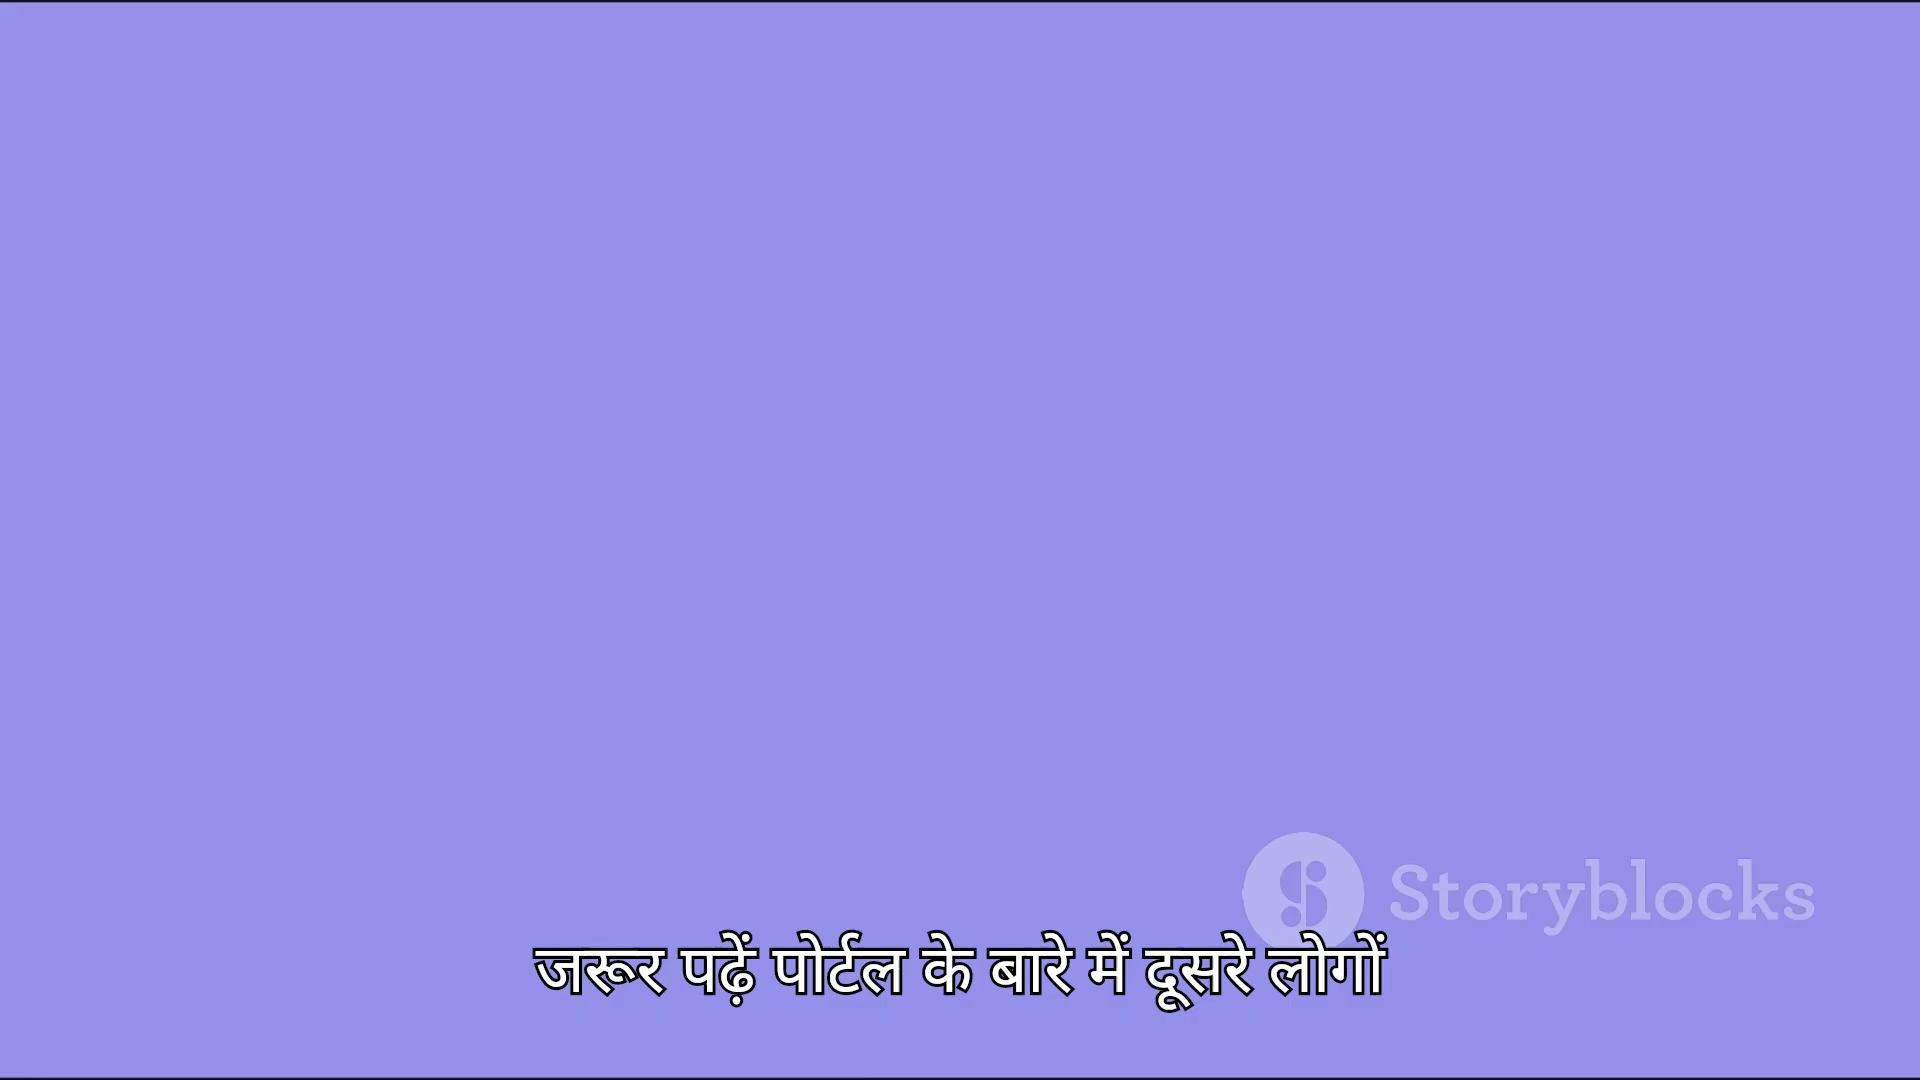 Storyblocks
जरूर पढ़ें पोर्टल के बारे में दूसरे लोगों